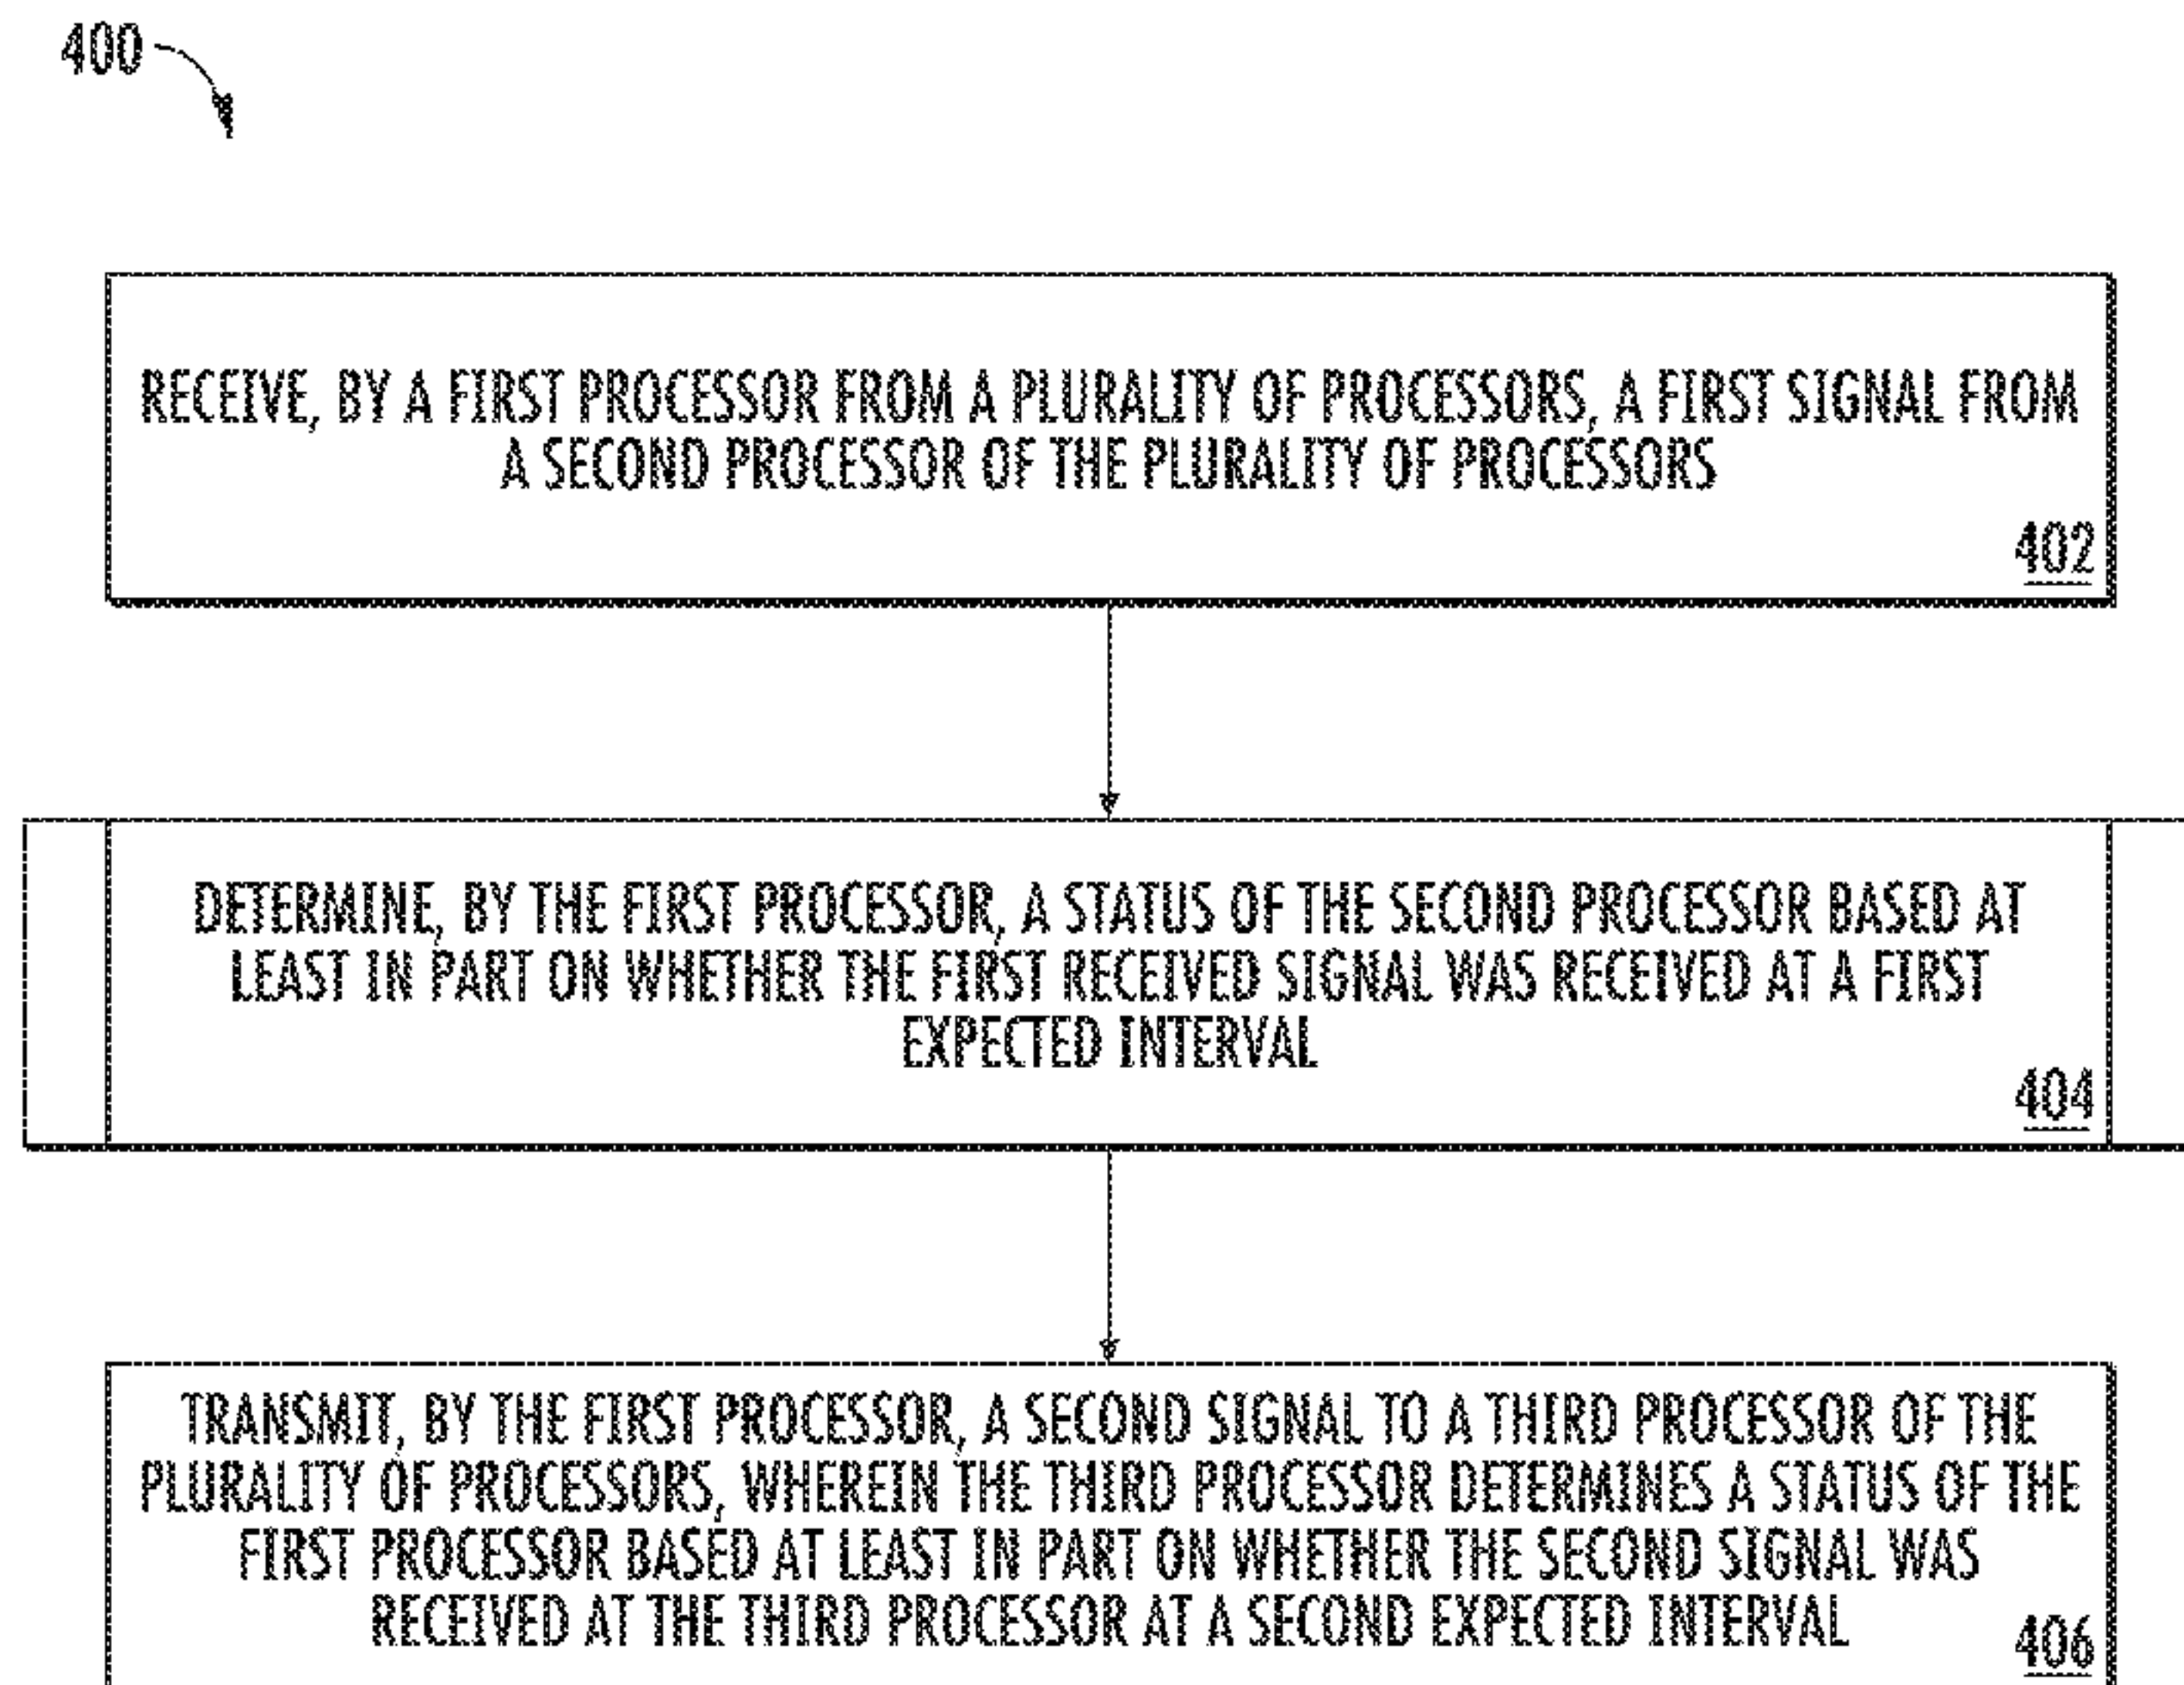 400
RECEIVE, BY A FIRST PROCESSOR FROM A PLURALITY OF PROCESSORS, A FIRST SIGNAL FROM
A SECOND PROCESSOR OF THE PLURALITY OF PROCESSORS
402
DETERMINE, BY THE FIRST PROCESSOR, A STATUS OF THE SECOND PROCESSOR BASED AT
LEAST IN PART ON WHETHER THE FIRST RECEIVED SIGNAL WAS RECEIVED AT A FIRST
EXPECTED INTERVAL
404
TRANSMIT, BY THE FIRST PROCESSOR, A SECOND SIGNAL TO A THIRD PROCESSOR OF THE
PLURALITY OF PROCESSORS, WHEREIN THE THIRD PROCESSOR DETERMINES A STATUS OF THE
FIRST PROCESSOR BASED AT LEAST IN PART ON WHETHER THE SECOND SIGNAL WAS
RECEIVED AT THE THIRD PROCESSOR AT A SECOND EXPECTED INTERVAL
406